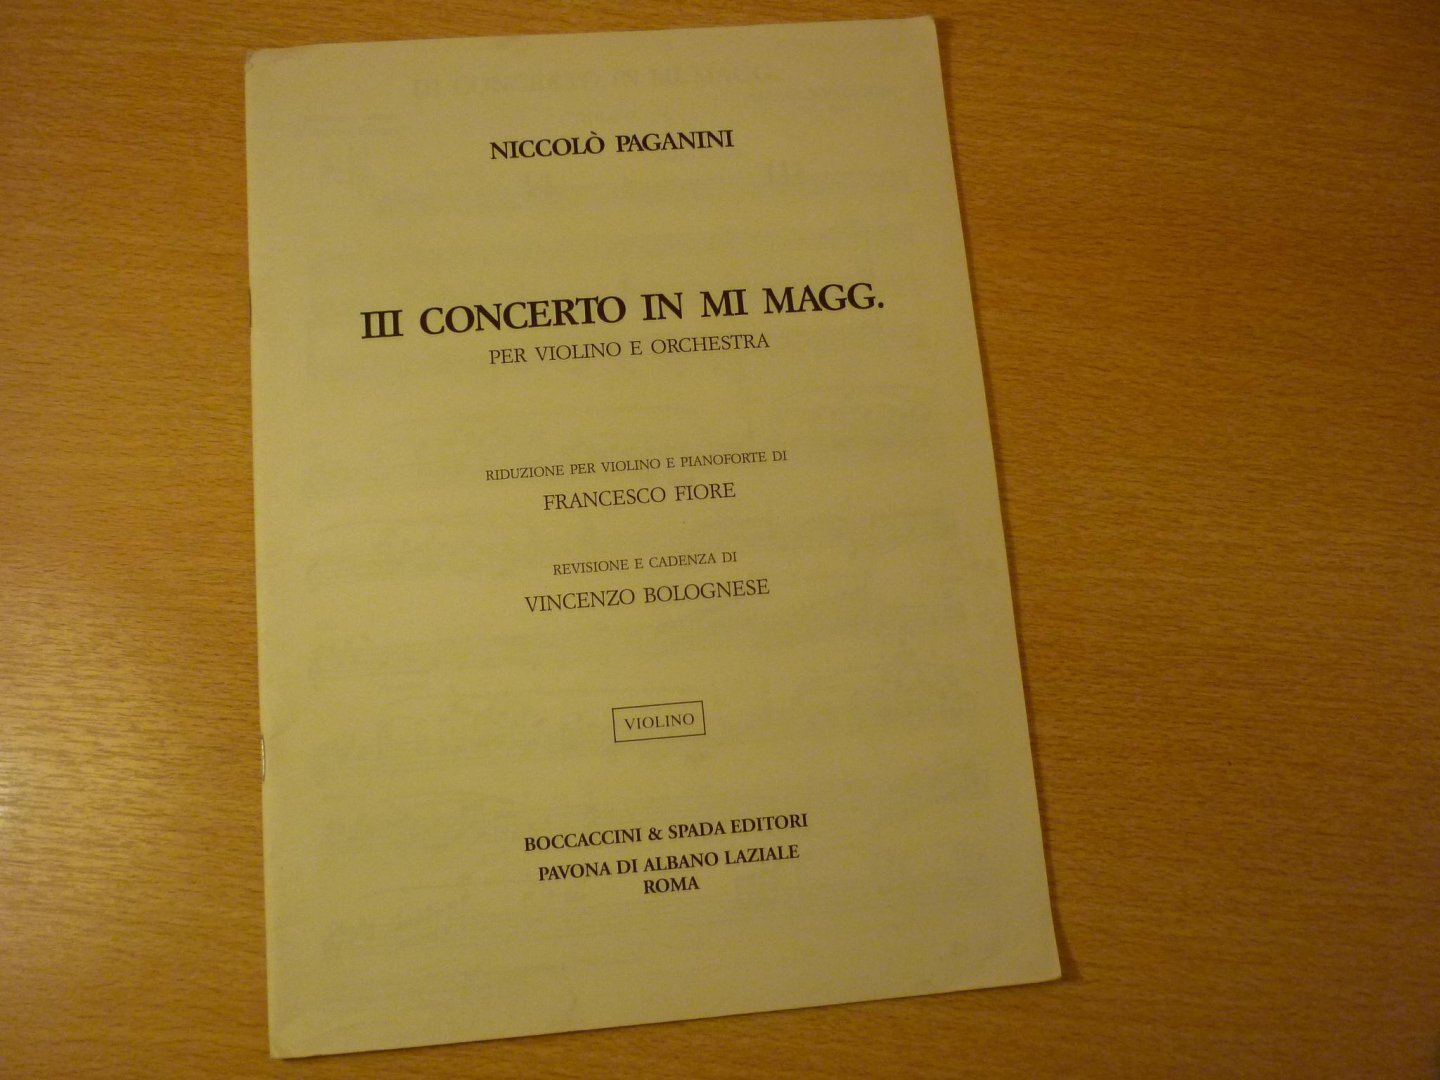 NICCOLÒ PAGANINI
III CONCERTO IN MI MAGG.
PER VIOLINO E ORCHESTRA
RIDUZIONE PER VIOLINO E PIANOFORTE DI
FRANCESCO FIORE
REVISIONE E CADENZA DI
VINCENZO BOLOGNESE
VIOLINO
BOCCACCINI & SPADA EDITORI
PAVONA DI ALBANO LAZIALE
ROMA